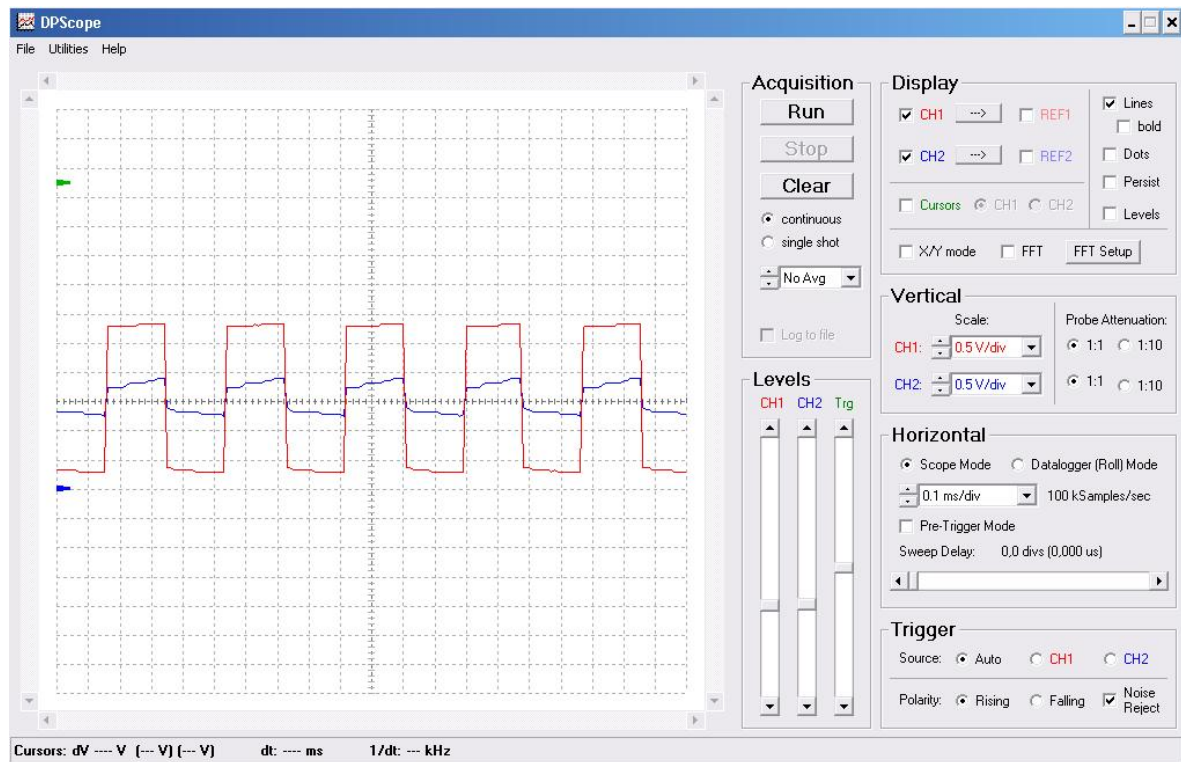 DPScope
File Utilities Help
Acquisition
Run
Stop
Clear
continuous
single shot
No Avg
Log to file
Levels
CH1 CH2 Trg
Display
CH1 ---> REF1
CH2 ---> REF2
Cursors CH1 CH2
Lines
bold
Dots
Persist
Levels
X/Y mode FFT FFT Setup
Vertical
Scale: Probe Attenuation:
CH1: 0.5 V/div 1:1 1:10
CH2: 0.5 V/div 1:1 1:10
Horizontal
Scope Mode Datalogger (Roll) Mode
0.1 ms/div 100 kSamples/sec
Pre-Trigger Mode
Sweep Delay: 0,0 divs (0,000 us)
Trigger
Source: Auto CH1 CH2
Polarity: Rising Falling Noise
Reject
Cursors: dV ---- V (--- V) (--- V) dt: ---- ms 1/dt: --- kHz